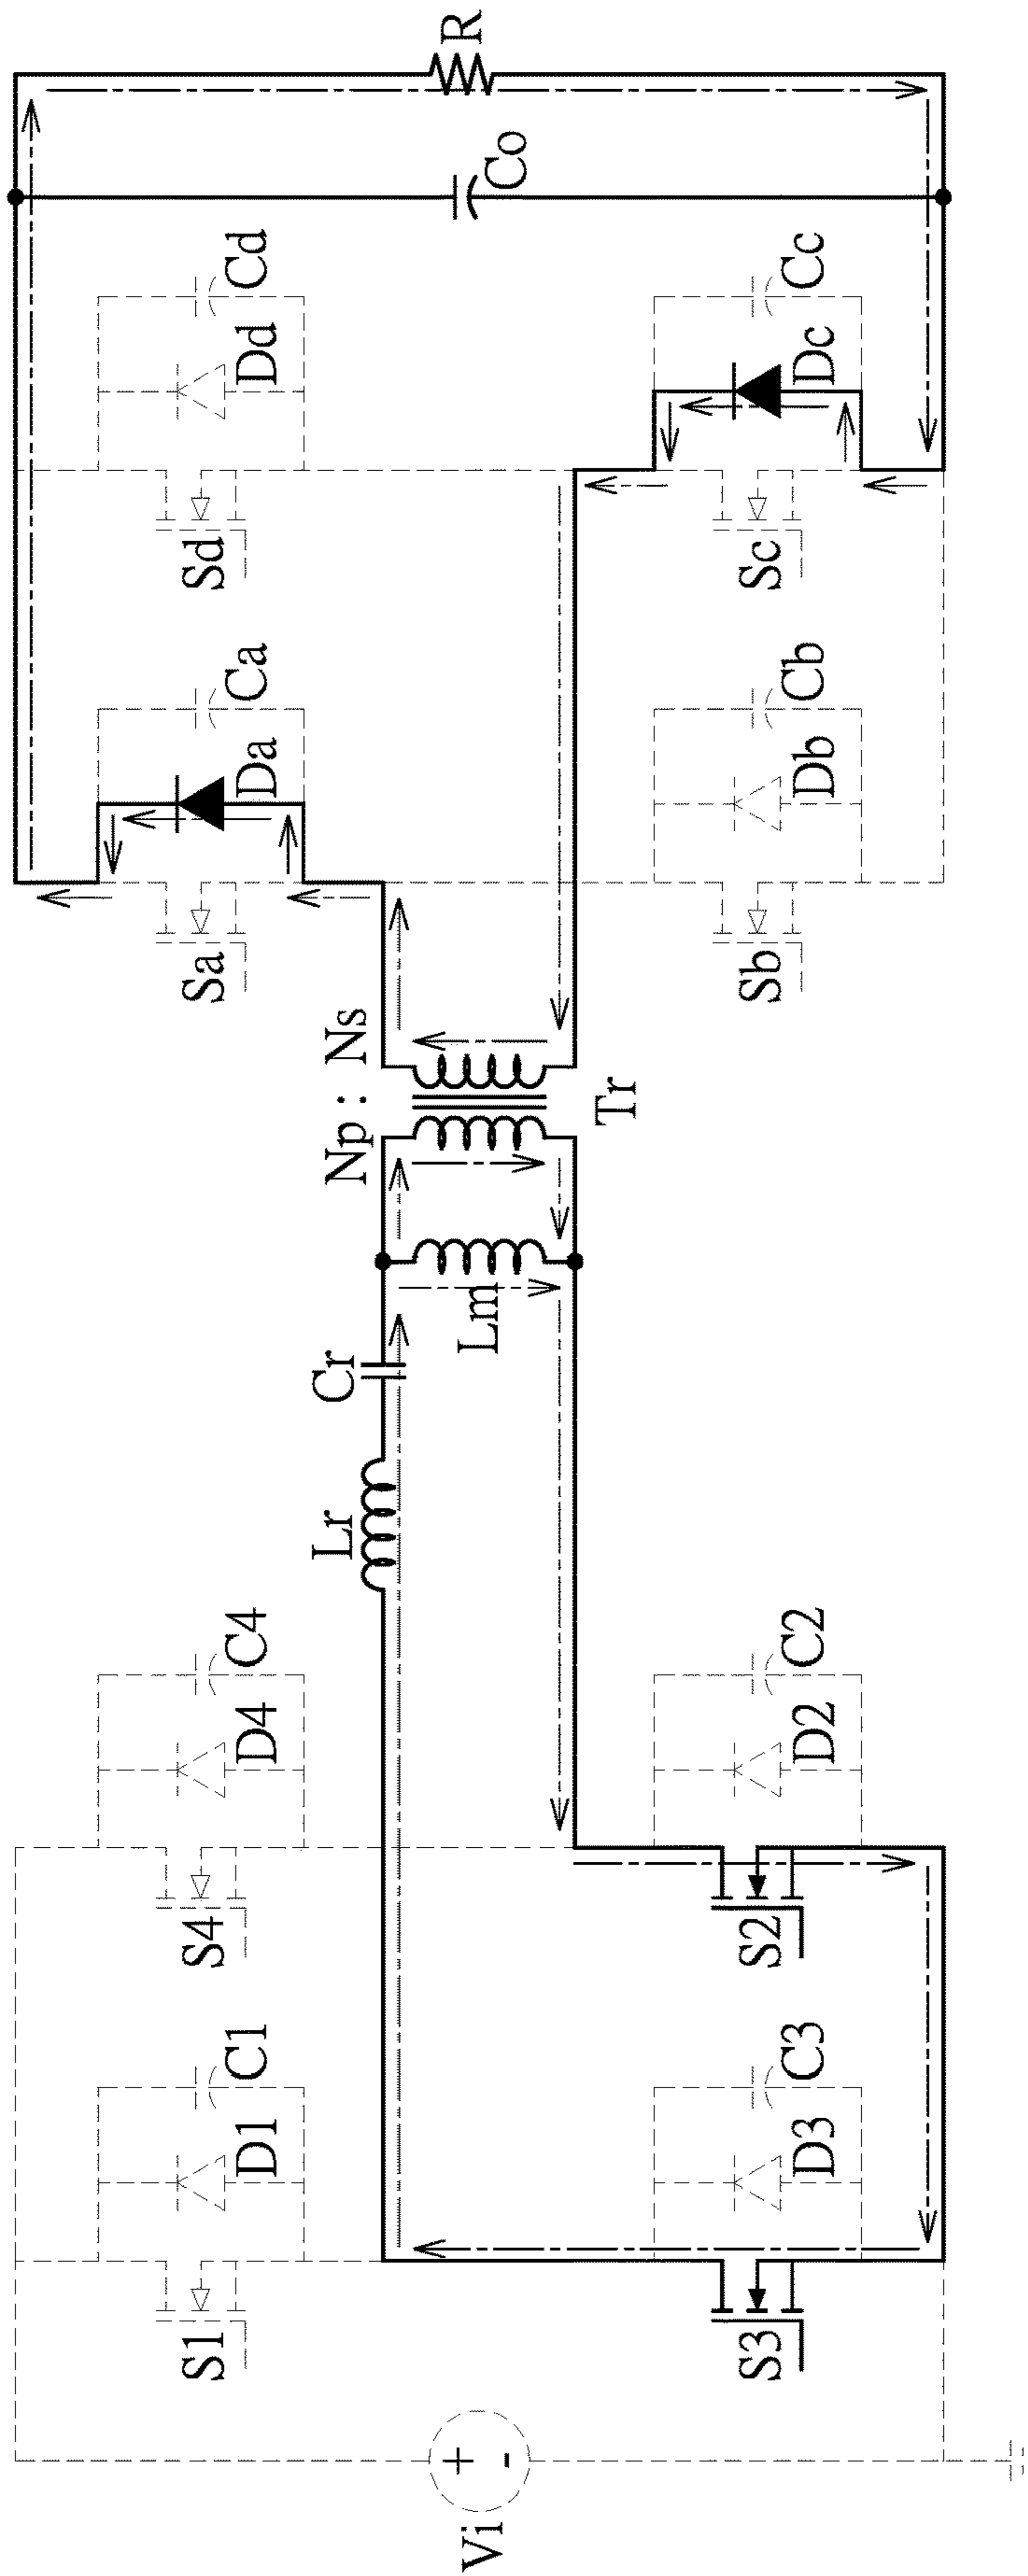 Vi
+
-
S1
D1
C1
S4
D4
C4
S3
D3
C3
S2
D2
C2
Lr
Cr
Lm
Np : Ns
Tr
Sa
Da
Ca
Sd
Dd
Cd
Sb
Db
Cb
Sc
Dc
Cc
Co
R